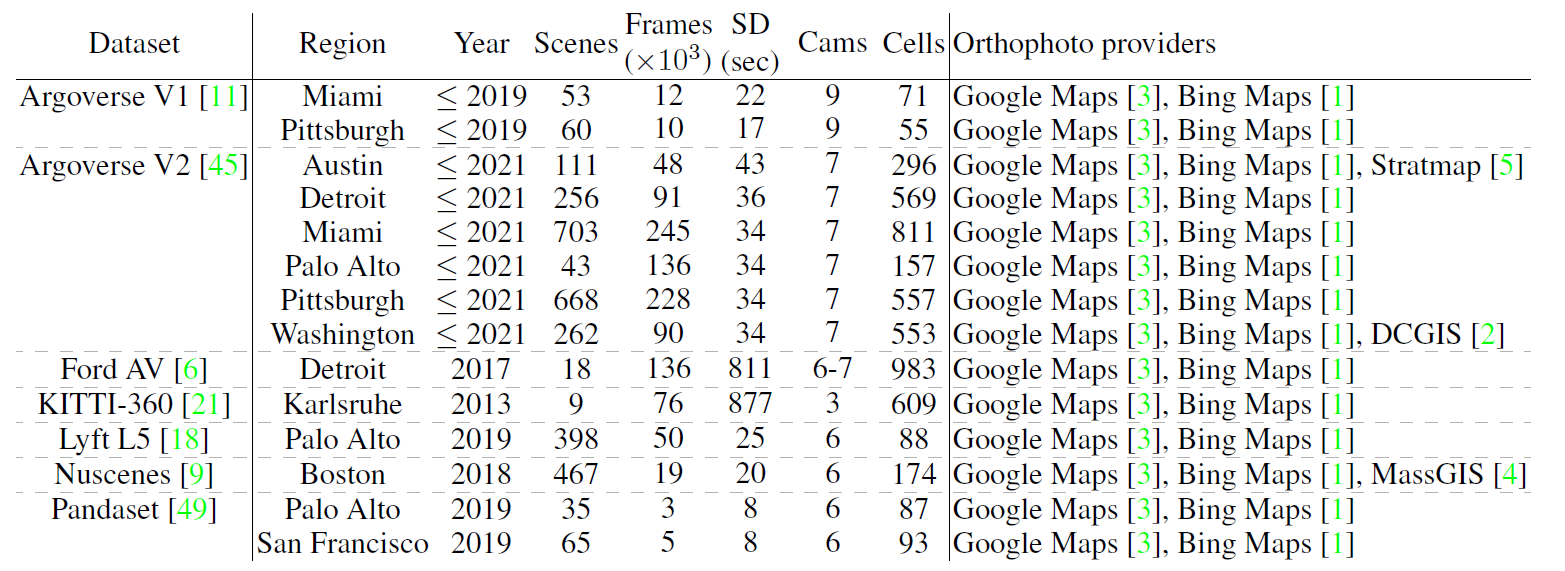 Dataset Region Year Scenes Frames (×10³) SD (sec) Cams Cells Orthophoto providers
Argoverse V1 [11] Miami ≤ 2019 53 12 22 9 71 Google Maps [3], Bing Maps [1]
Pittsburgh ≤ 2019 60 10 17 9 55 Google Maps [3], Bing Maps [1]
Argoverse V2 [45] Austin ≤ 2021 111 48 43 7 296 Google Maps [3], Bing Maps [1], Stratmap [5]
Detroit ≤ 2021 256 91 36 7 569 Google Maps [3], Bing Maps [1]
Miami ≤ 2021 703 245 34 7 811 Google Maps [3], Bing Maps [1]
Palo Alto ≤ 2021 43 136 34 7 157 Google Maps [3], Bing Maps [1]
Pittsburgh ≤ 2021 668 228 34 7 557 Google Maps [3], Bing Maps [1]
Washington ≤ 2021 262 90 34 7 553 Google Maps [3], Bing Maps [1], DCGIS [2]
Ford AV [6] Detroit 2017 18 136 811 6-7 983 Google Maps [3], Bing Maps [1]
KITTI-360 [21] Karlsruhe 2013 9 76 877 3 609 Google Maps [3], Bing Maps [1]
Lyft L5 [18] Palo Alto 2019 398 50 25 6 88 Google Maps [3], Bing Maps [1]
Nuscenes [9] Boston 2018 467 19 20 6 174 Google Maps [3], Bing Maps [1], MassGIS [4]
Pandaset [49] Palo Alto 2019 35 3 8 6 87 Google Maps [3], Bing Maps [1]
San Francisco 2019 65 5 8 6 93 Google Maps [3], Bing Maps [1]